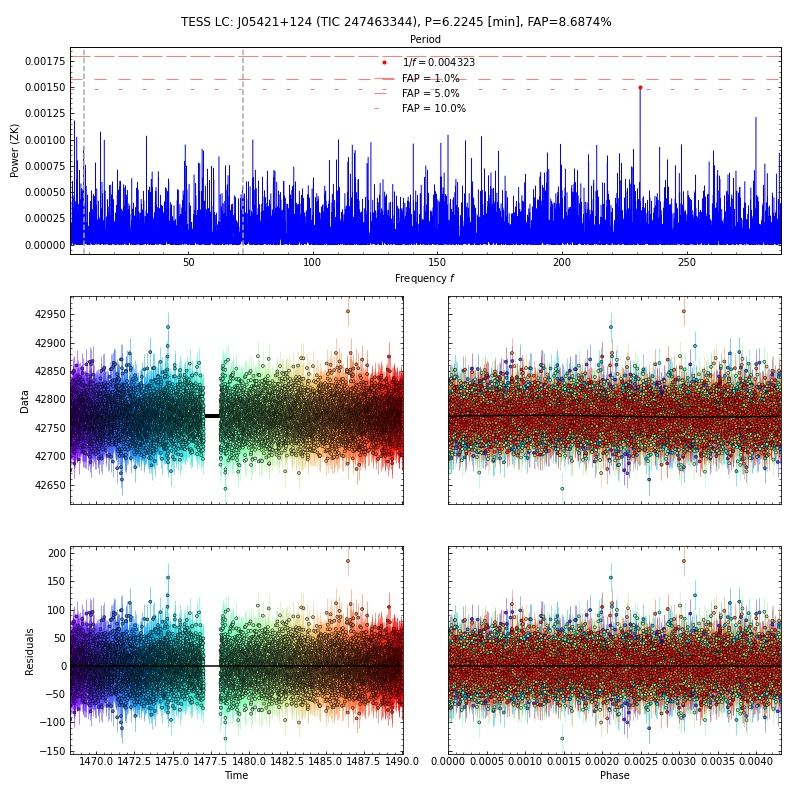 TESS LC: J05421+124 (TIC 247463344), P=6.2245 [min], FAP=8.6874%
Period
Power (ZK)
0.00175
0.00150
0.00125
0.00100
0.00075
0.00050
0.00025
0.00000
1/f = 0.004323
FAP = 1.0%
FAP = 5.0%
FAP = 10.0%
50 100 150 200 250
Frequency f
Data
42950
42900
42850
42800
42750
42700
42650
Residuals
200
150
100
50
0
−50
−100
−150
1470.0 1472.5 1475.0 1477.5 1480.0 1482.5 1485.0 1487.5 1490.0
Time
0.0000 0.0005 0.0010 0.0015 0.0020 0.0025 0.0030 0.0035 0.0040
Phase